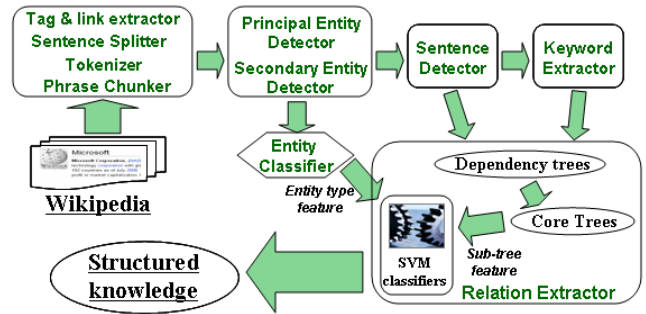 Tag & link extractor
Sentence Splitter
Tokenizer
Phrase Chunker
Principal Entity
Detector
Secondary Entity
Detector
Sentence
Detector
Keyword
Extractor
Microsoft
Wikipedia
Entity
Classifier
Entity type
feature
Dependency trees
Core Trees
Sub-tree
feature
SVM
classifiers
Relation Extractor
Structured
knowledge